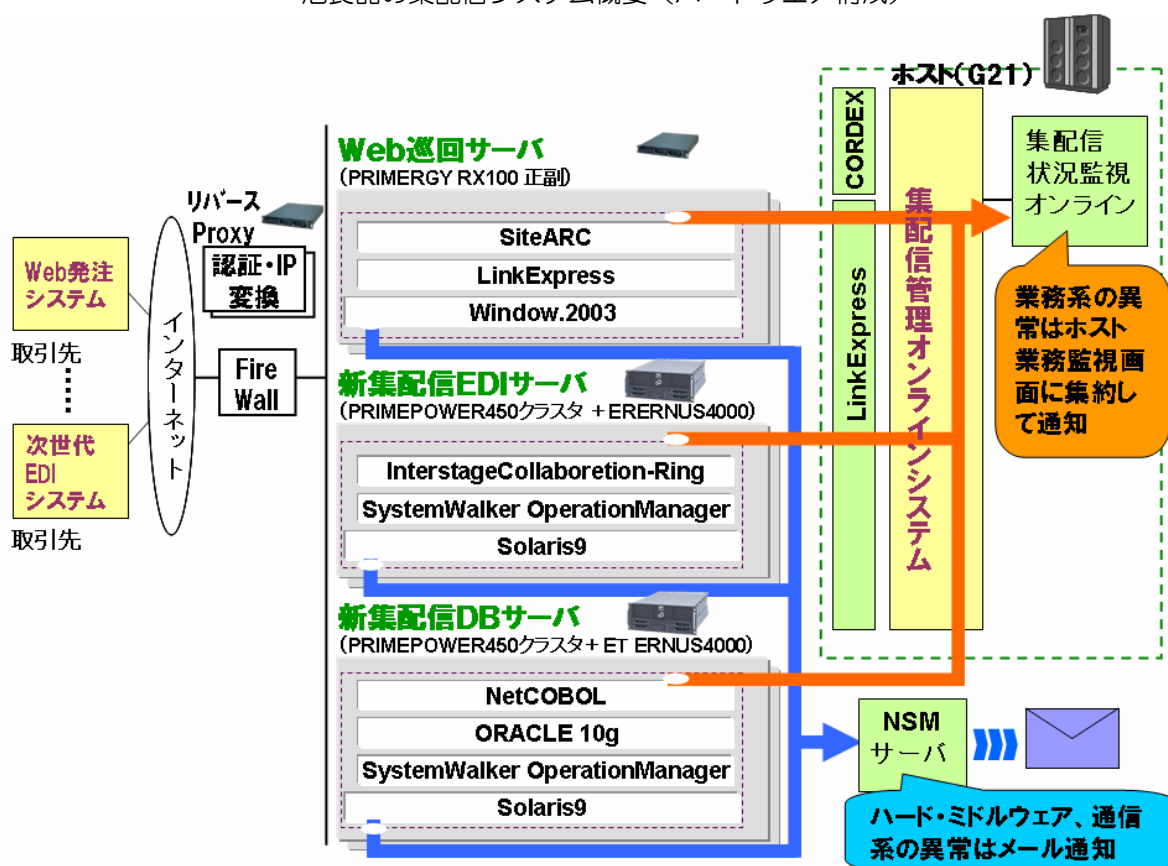 ホスト(G21)
CORDEX
LinkExpress
集配信管理オンラインシステム
集配信
状況監視
オンライン
業務系の異
常はホスト
業務監視画
面に集約し
て通知
Web巡回サーバ
(PRIMERGY RX100 正副)
SiteARC
LinkExpress
Window.2003
リバース
Proxy
認証・IP
変換
Web発注
システム
取引先
次世代
EDI
システム
取引先
インターネット
Fire
Wall
新集配信EDIサーバ
(PRIMEPOWER450クラスタ +ERERNUS4000)
InterstageCollaboretion-Ring
SystemWalker OperationManager
Solaris9
新集配信DBサーバ
(PRIMEPOWER450クラスタ+ ET ERNUS4000)
NetCOBOL
ORACLE 10g
SystemWalker OperationManager
Solaris9
NSM
サーバ
ハード・ミドルウェア、通信
系の異常はメール通知